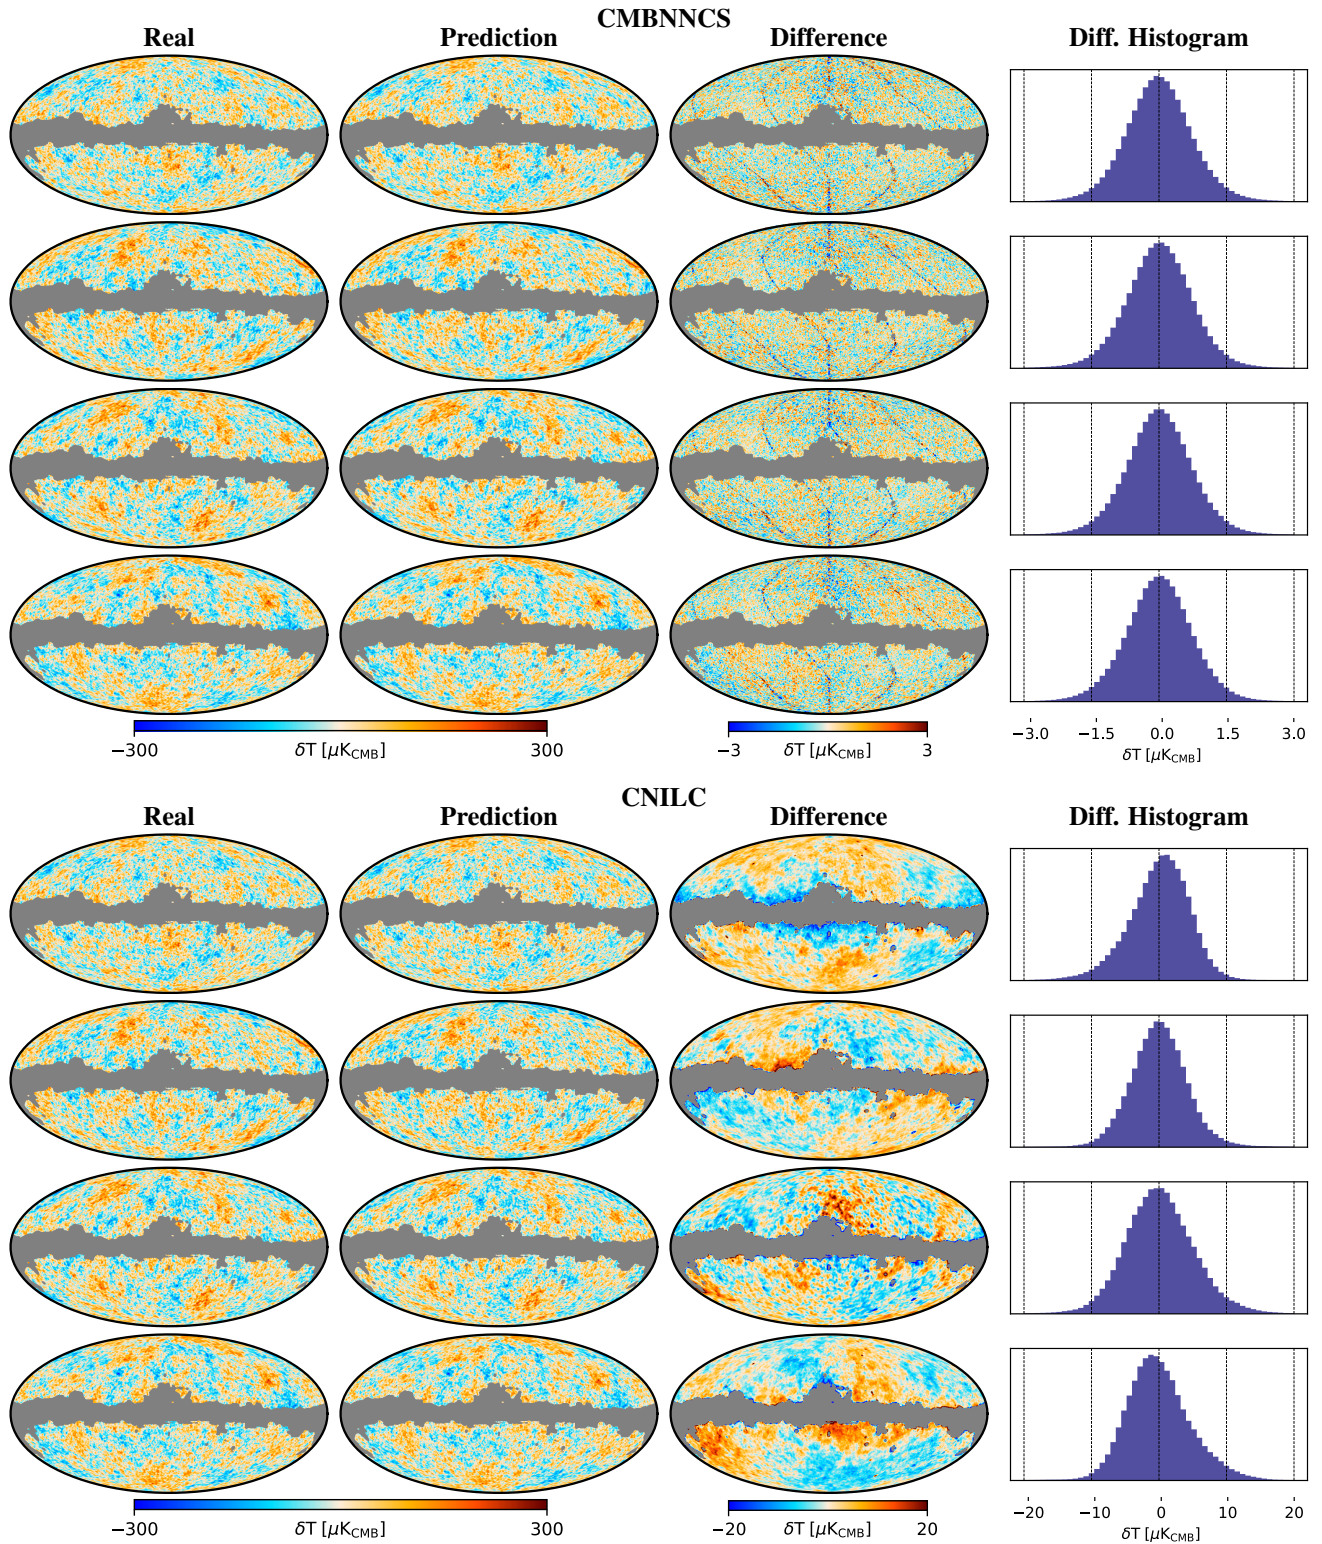 CMBNNCS
Real Prediction Difference Diff. Histogram
−300 δT [μK_CMB] 300 −3 δT [μK_CMB] 3 −3.0 −1.5 0.0 1.5 3.0
δT [μK_CMB]
CNILC
Real Prediction Difference Diff. Histogram
−300 δT [μK_CMB] 300 −20 δT [μK_CMB] 20 −20 −10 0 10 20
δT [μK_CMB]